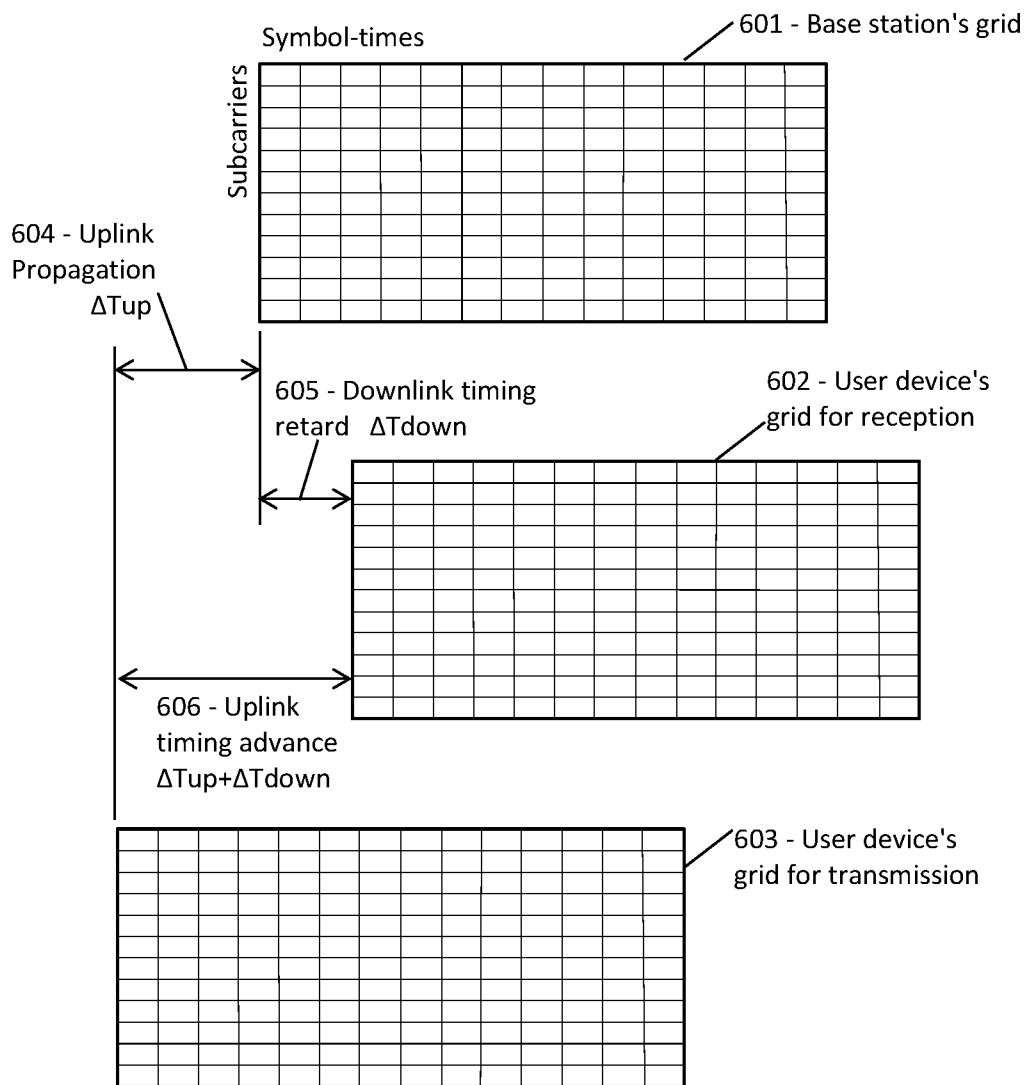 601 - Base station's grid
Symbol-times
Subcarriers
604 - Uplink
Propagation
ΔTup
605 - Downlink timing
retard ΔTdown
602 - User device's
grid for reception
606 - Uplink
timing advance
ΔTup+ΔTdown
603 - User device's
grid for transmission